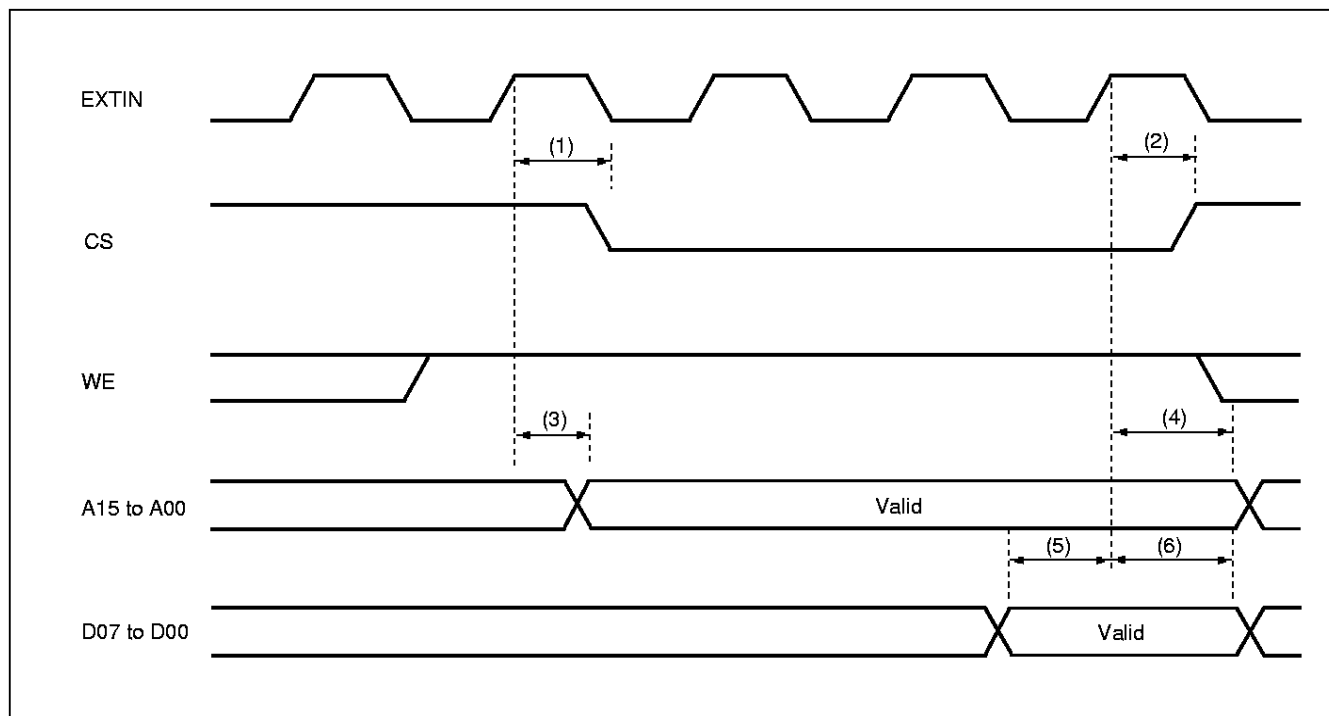 EXTIN
(1)
(2)
CS
WE
(3)
(4)
A15 to A00
Valid
(5)
(6)
D07 to D00
Valid